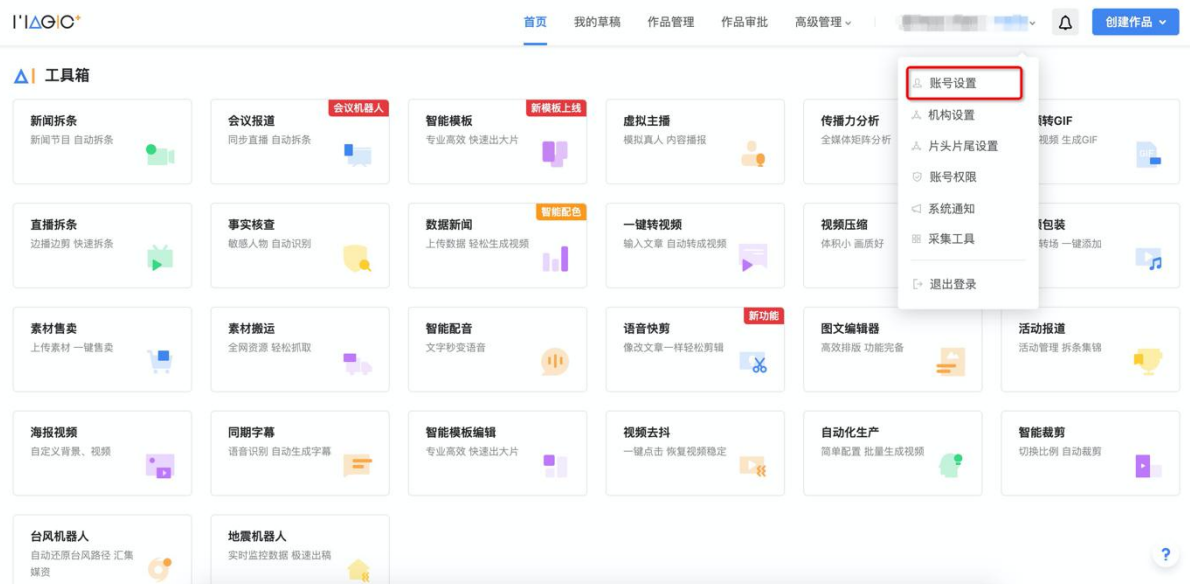 MAGIC+
首页
我的草稿
作品管理
作品审批
高级管理
创建作品
AI 工具箱
新闻拆条
新闻节目 自动拆条
会议报道
同步直播 自动拆条
会议机器人
智能模板
专业高效 快速出大片
新模板上线
虚拟主播
模拟真人 内容播报
传播力分析
全媒体矩阵分析
转GIF
视频 生成GIF
GIF
账号设置
机构设置
片头片尾设置
账号权限
系统通知
采集工具
退出登录
直播拆条
边播边剪 快速拆条
事实核查
敏感人物 自动识别
数据新闻
上传数据 轻松生成视频
智能配色
一键转视频
输入文章 自动转成视频
视频压缩
体积小 画质好
包装
转场 一键添加
素材售卖
上传素材 一键售卖
素材搬运
全网资源 轻松抓取
智能配音
文字秒变语音
语音快剪
像改文章一样轻松剪辑
新功能
图文编辑器
高效排版 功能完备
活动报道
活动管理 拆条集锦
海报视频
自定义背景、视频
同期字幕
语音识别 自动生成字幕
智能模板编辑
专业高效 快速出大片
视频去抖
一键点击 恢复视频稳定
自动化生产
简单配置 批量生成视频
智能裁剪
切换比例 自动裁剪
台风机器人
自动还原台风路径 汇集
媒资
地震机器人
实时监控数据 极速出稿
?